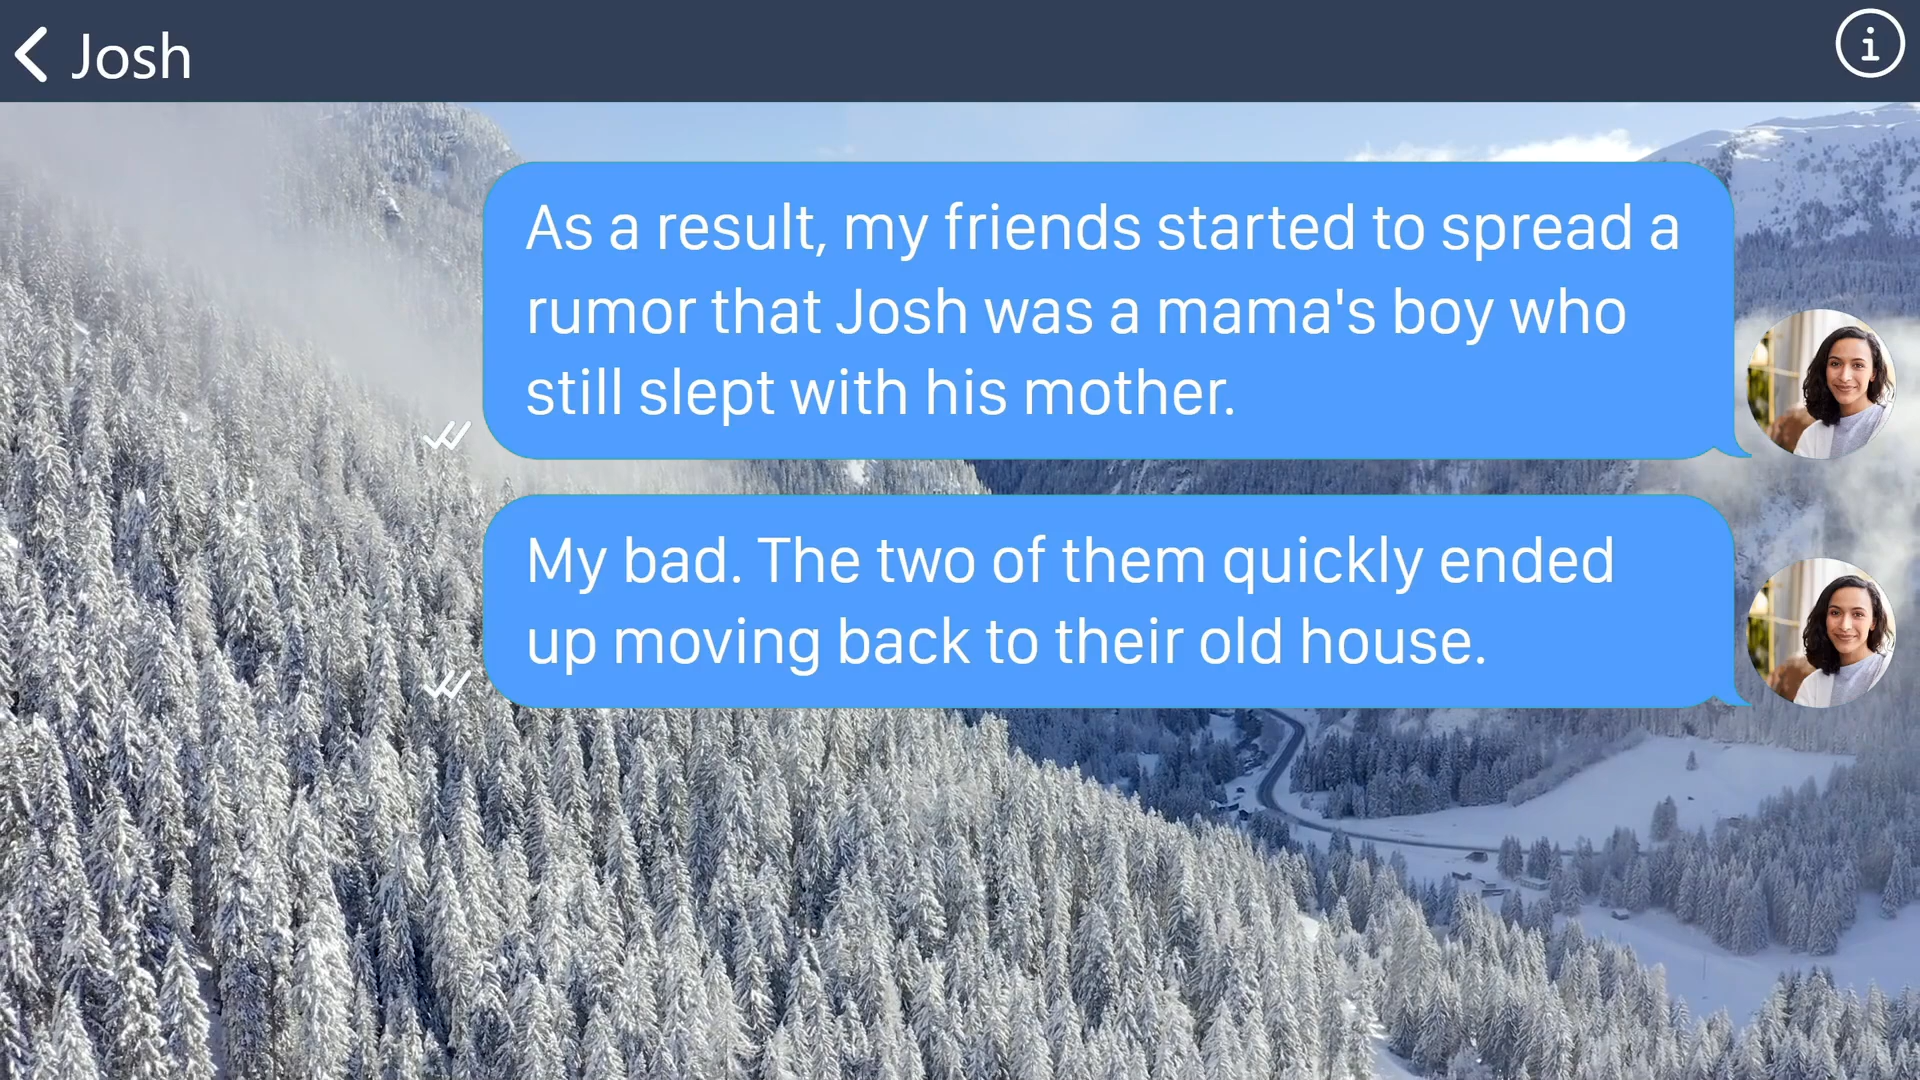 Josh
As a result, my friends started to spread a
rumor that Josh was a mama's boy who
still slept with his mother.
My bad. The two of them quickly ended
up moving back to their old house.